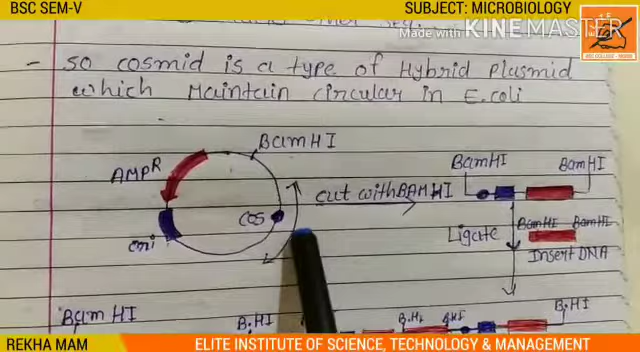 BSC SEM-V
SUBJECT: MICROBIOLOGY
Made with KINEMASTER
- so cosmid is a type of Hybrid Plasmid
which Maintain circular in E.coli
BamHI
AMPR
cos
ori
cut with BAMHI
BamHI
BamHI
Ligate
BamHI
BamHI
Insert DNA
BamHI
B.HI
B.HI
B.HI
REKHA MAM
ELITE INSTITUTE OF SCIENCE, TECHNOLOGY & MANAGEMENT